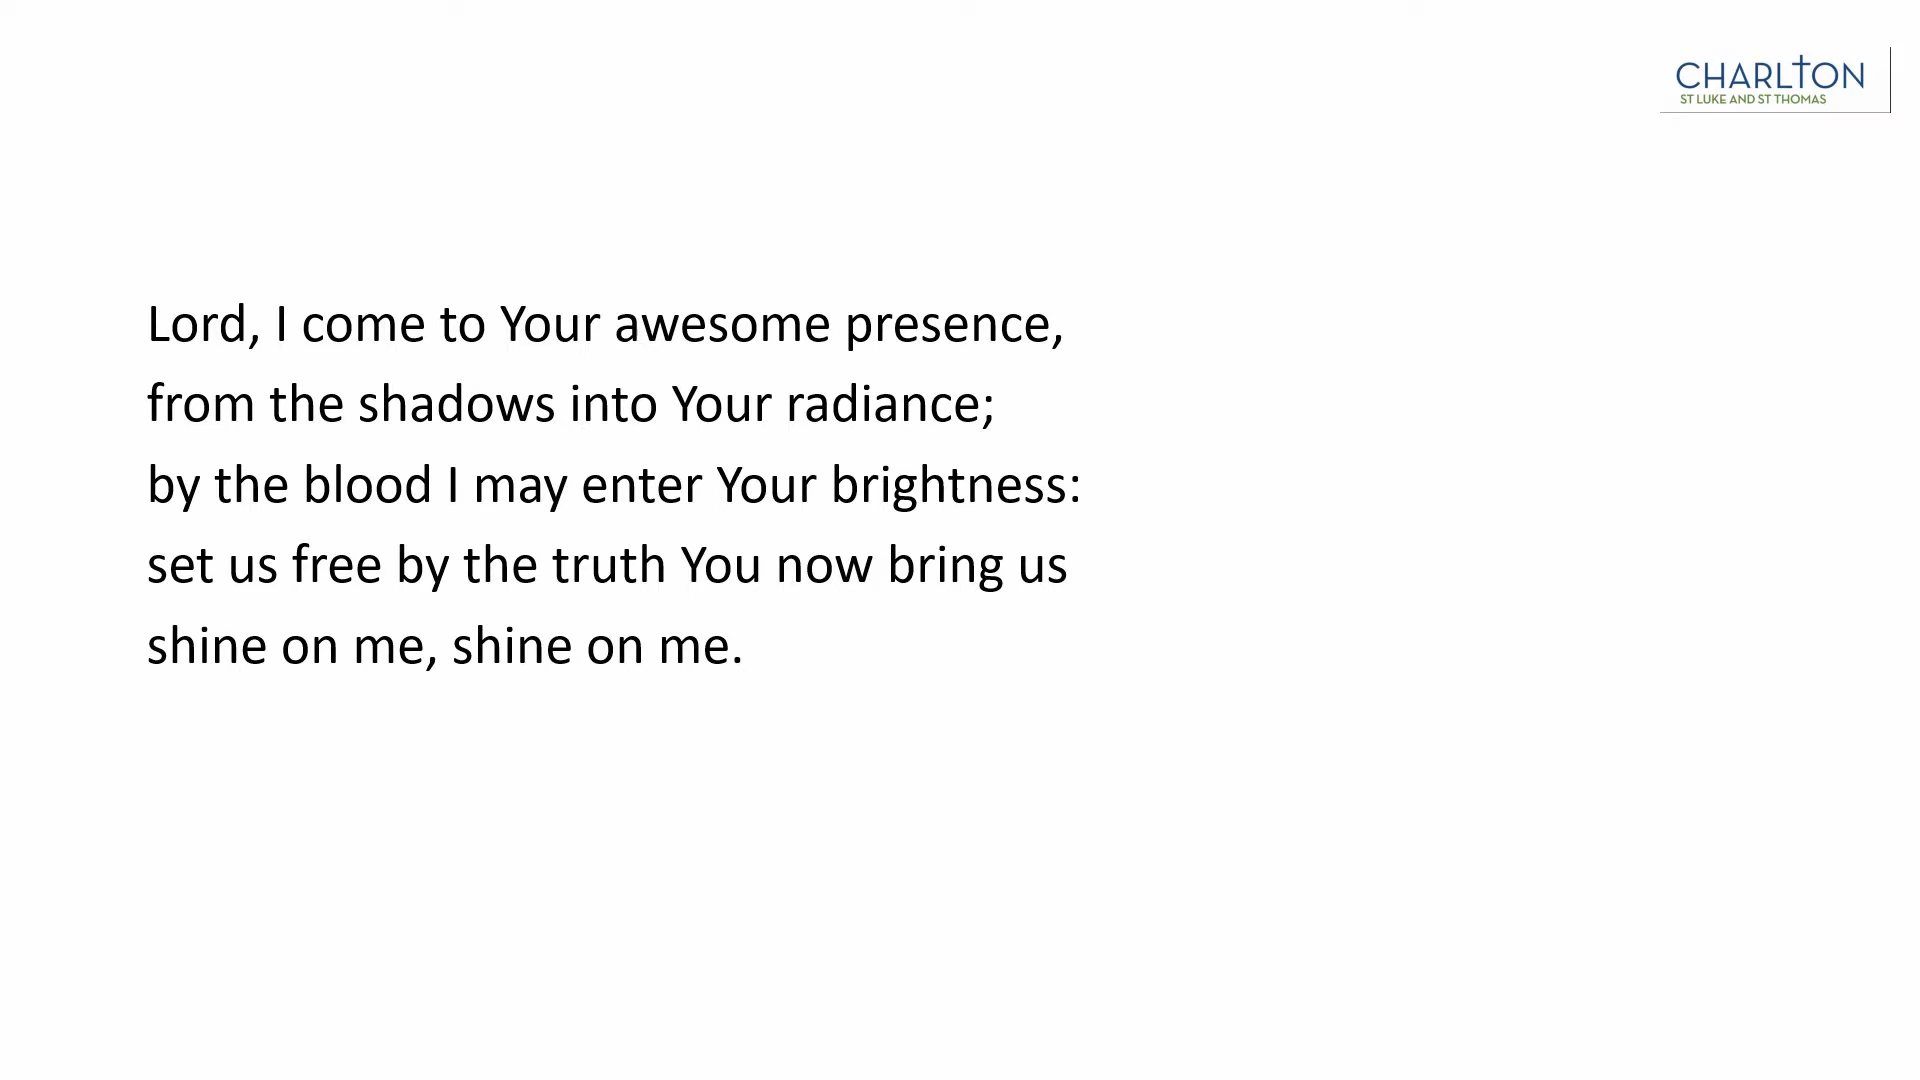 CHARLTON
ST LUKE AND ST THOMAS
Lord, I come to Your awesome presence,
from the shadows into Your radiance;
by the blood I may enter Your brightness:
set us free by the truth You now bring us
shine on me, shine on me.